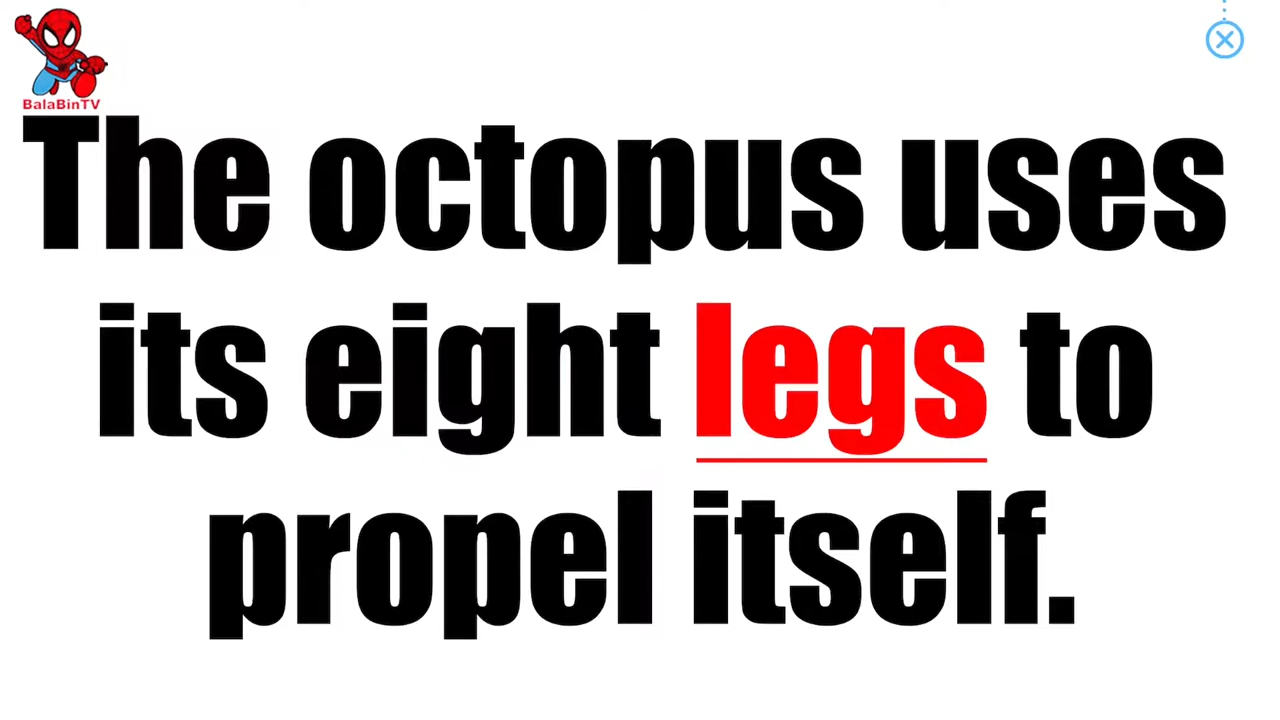 BalaBinTV
The octopus uses
its eight legs to
propel itself.